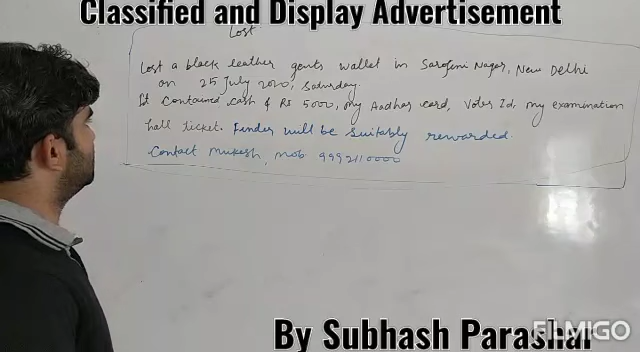 Classified and Display Advertisement
Lost
Lost a black leather gents wallet in Sarojini Nagar, New Delhi
on 25 July 2020, Saturday.
It contained cash of Rs 5000, my Aadhar card, Voter Id, my examination
hall ticket. Finder will be suitably rewarded
Contact Mukesh, mob. 9992110000
By Subhash Parashar
FILMIGO